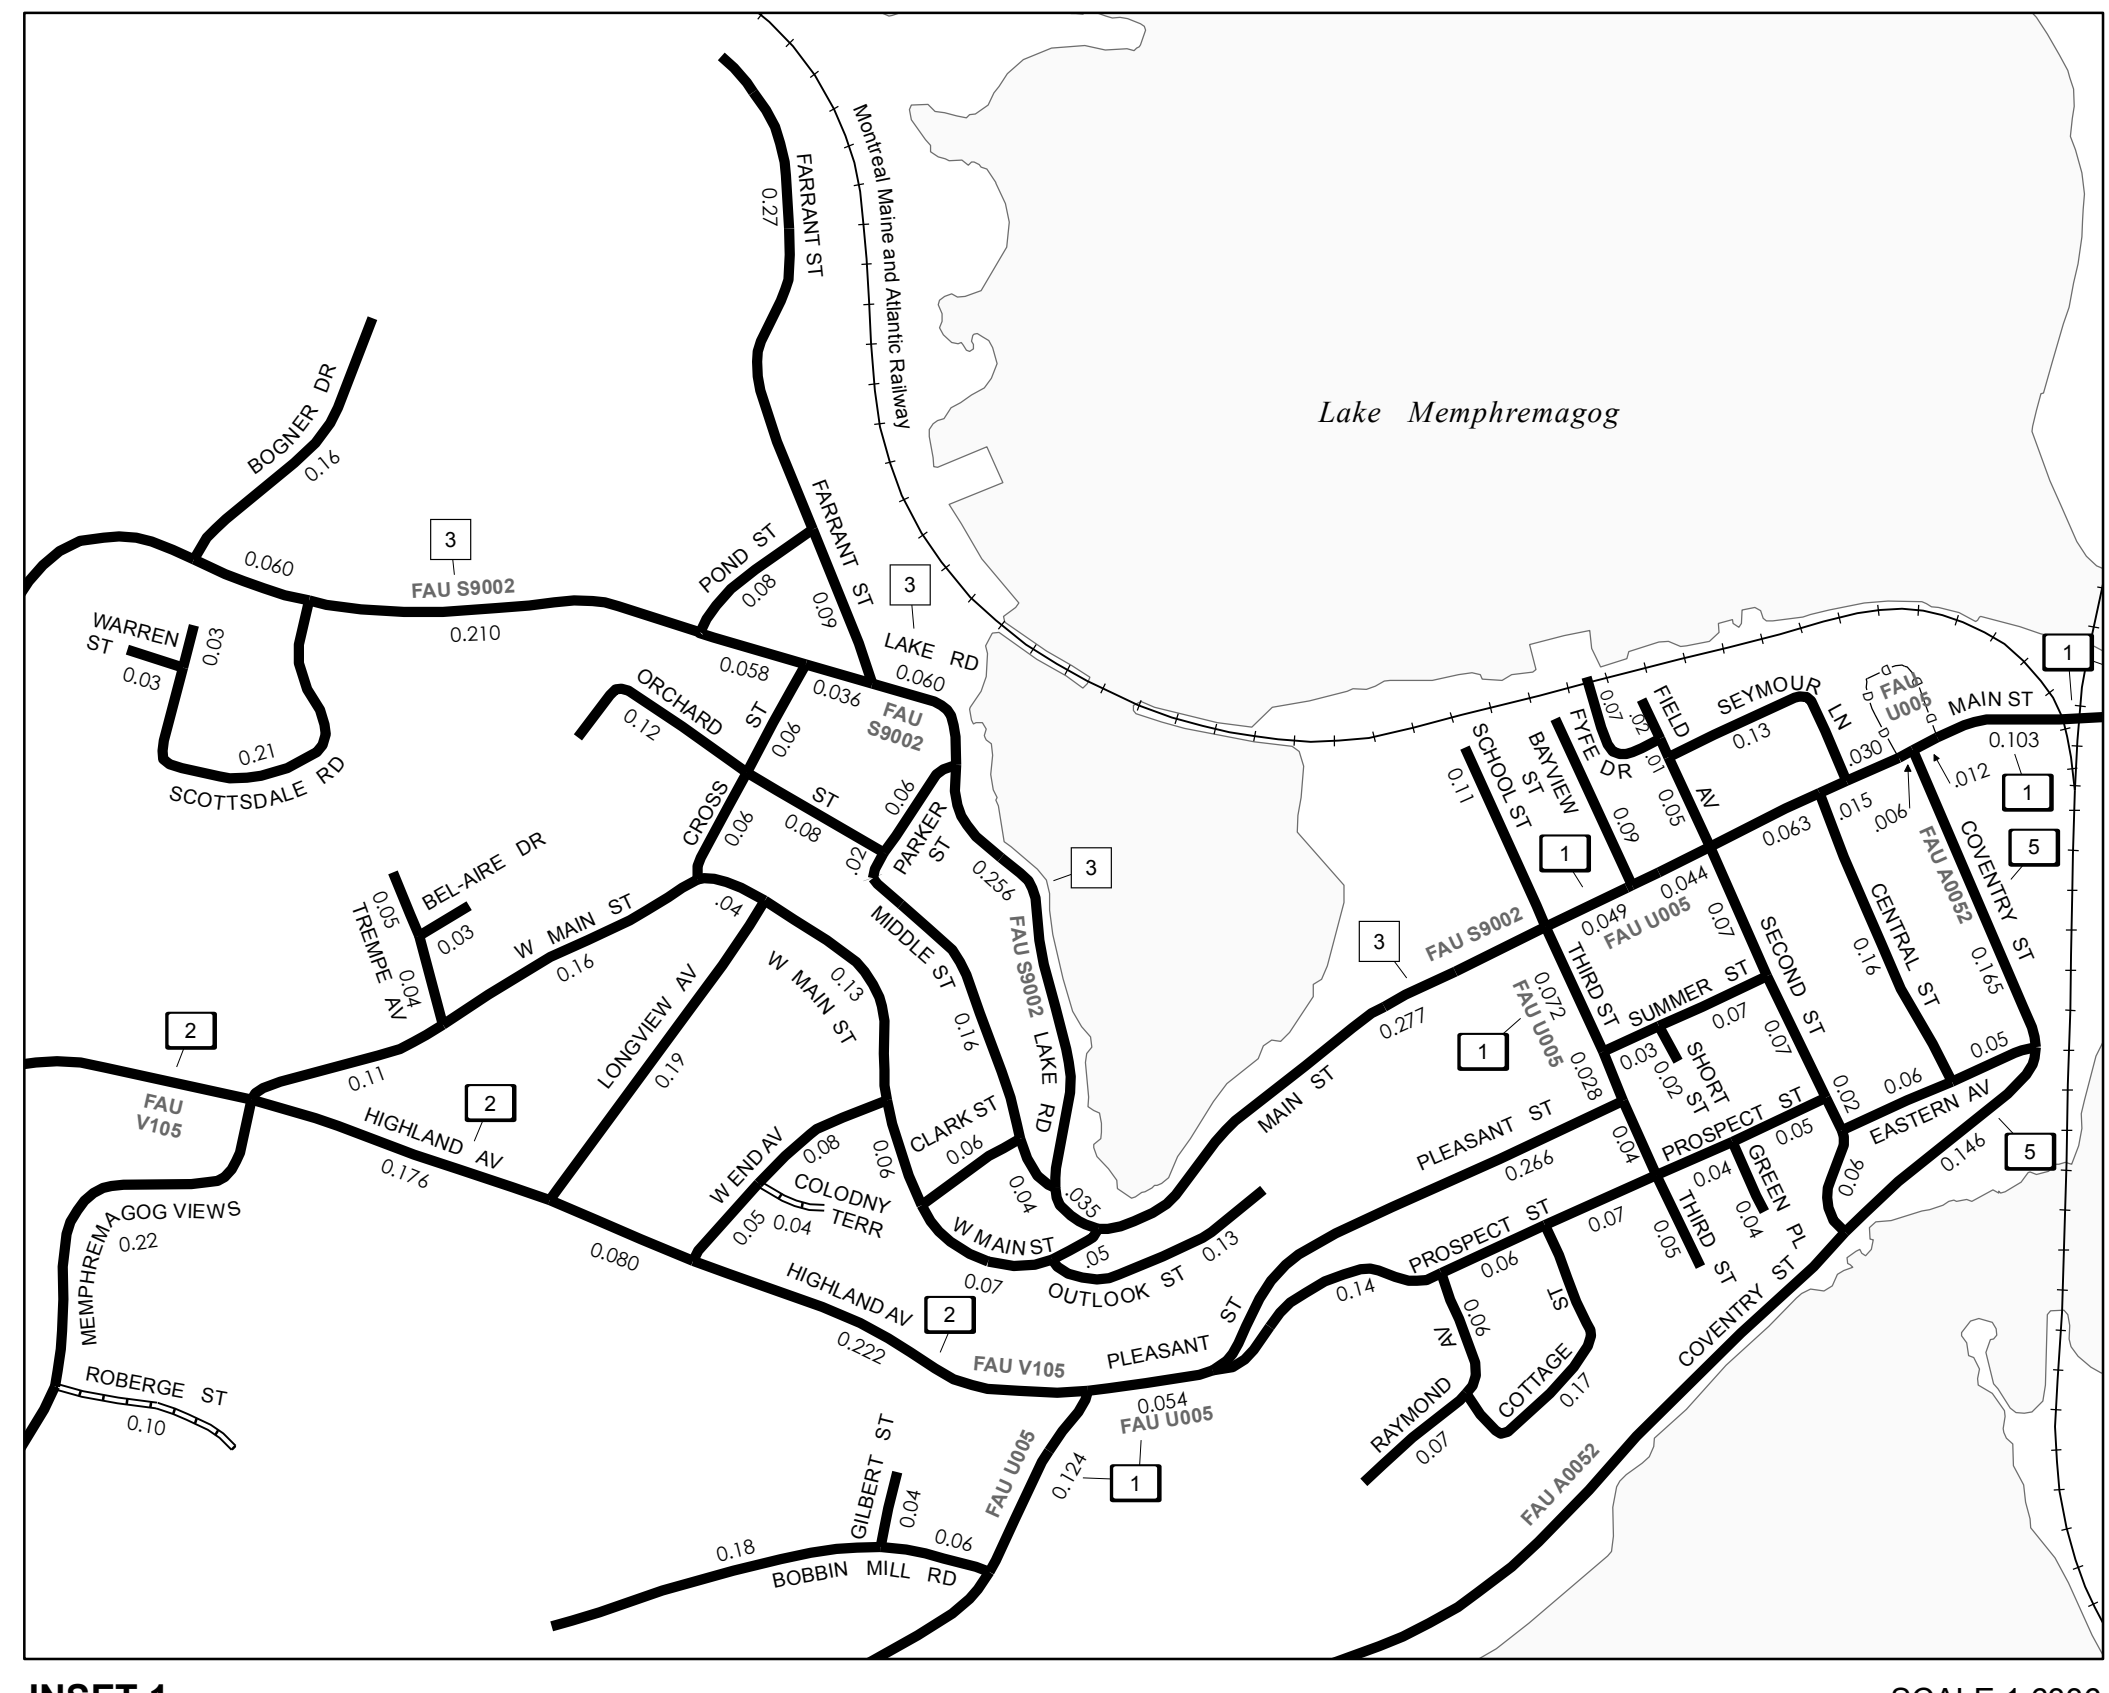 Montreal Maine and Atlantic Railway
FARRANT ST
0.27
Lake Memphremagog
BOGNER DR
0.16
0.060
3
FAU S9002
0.210
POND ST
0.08
FARRANT ST
0.09
3
LAKE RD
0.060
0.058
0.036
FAU
S9002
WARREN
ST
0.03
0.03
0.21
SCOTTSDALE RD
ORCHARD
0.12
ST
0.06
CROSS
0.06
ST
0.08
.02
0.06
PARKER
ST
0.256
3
FAU S9002
LAKE RD
MIDDLE ST
0.16
BEL-AIRE DR
0.03
0.05
TREMPE AV
0.04
W MAIN ST
0.16
.04
W MAIN ST
0.13
2
FAU
V105
0.11
HIGHLAND AV
2
0.176
LONGVIEW AV
0.19
W END AV
0.08
0.05
COLODNY
TERR
0.04
0.06
CLARK ST
0.06
0.04
.035
W MAIN ST
0.07
.05
OUTLOOK ST
0.13
MEMPHREMAGOG VIEWS
0.22
ROBERGE ST
0.10
0.080
HIGHLAND AV
0.222
2
FAU V105
PLEASANT ST
0.054
FAU U005
FAU U005
0.124
1
GILBERT ST
0.04
0.18
0.06
BOBBIN MILL RD
MAIN ST
0.277
3
FAU S9002
SCHOOL ST
0.11
BAYVIEW
ST
0.09
FYFE DR
0.07
.02
FIELD AV
.01
0.05
SEYMOUR LN
0.13
FAU
U005
D D D D D D
MAIN ST
1
0.103
1
.030
.012
.015
.006
0.063
0.044
0.049
FAU U005
1
COVENTRY ST
5
FAU A0052
0.165
CENTRAL ST
0.16
0.07
SECOND ST
0.07
THIRD ST
0.072
FAU U005
1
0.028
SUMMER ST
0.07
0.03
SHORT
ST
0.02
0.05
0.06
EASTERN AV
0.02
0.06
0.146
5
PROSPECT ST
0.05
0.04
GREEN PL
0.04
0.04
PLEASANT ST
0.266
THIRD ST
0.05
PROSPECT ST
0.07
0.06
0.14
RAYMOND AV
0.06
0.07
COTTAGE ST
0.17
COVENTRY ST
FAU A0052